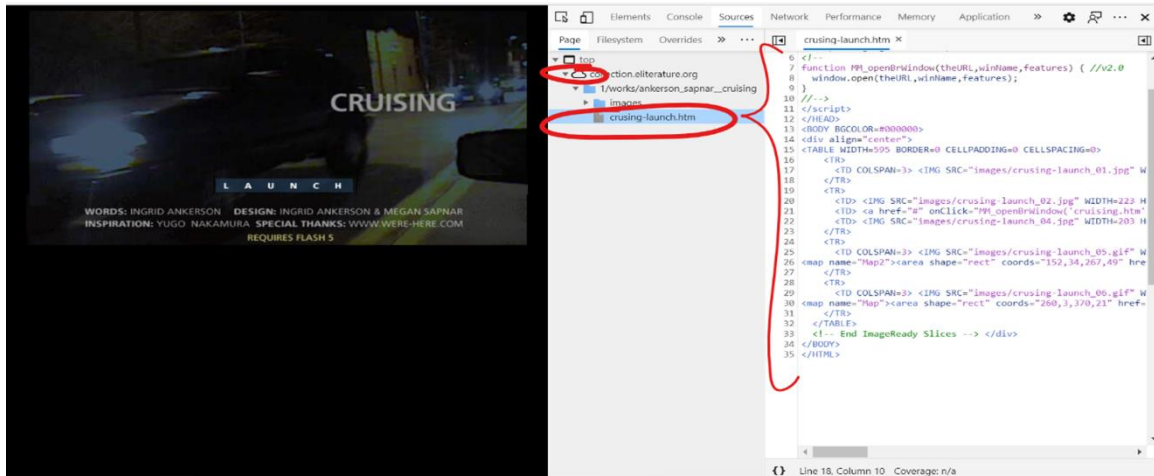 CRUISING
LAUNCH
WORDS: INGRID ANKERSON DESIGN: INGRID ANKERSON & MEGAN SAPNAR
INSPIRATION: YUGO NAKAMURA SPECIAL THANKS: WWW.WERE-HERE.COM
REQUIRES FLASH 5
Elements Console Sources Network Performance Memory Application » ⋯ ×
Page Filesystem Overrides » ⋯
top
collection.eliterature.org
1/works/ankerson_sapnar__cruising
images
crusing-launch.htm
crusing-launch.htm ×
6 <!--
7 function MM_openBrWindow(theURL,winName,features) { //v2.0
8 window.open(theURL,winName,features);
9 }
10 //-->
11 </script>
12 </HEAD>
13 <BODY BGCOLOR=#000000>
14 <div align="center">
15 <TABLE WIDTH=595 BORDER=0 CELLPADDING=0 CELLSPACING=0>
16 <TR>
17 <TD COLSPAN=3> <IMG SRC="images/crusing-launch_01.jpg" W
18 </TR>
19 <TR>
20 <TD> <IMG SRC="images/crusing-launch_02.jpg" WIDTH=223 H
21 <TD> <a href="#" onClick="MM_openBrWindow('cruising.htm'
22 <TD> <IMG SRC="images/crusing-launch_04.jpg" WIDTH=203 H
23 </TR>
24 <TR>
25 <TD COLSPAN=3> <IMG SRC="images/crusing-launch_05.gif" W
26 <map name="Map2"><area shape="rect" coords="152,34,267,49" hre
27 </TR>
28 <TR>
29 <TD COLSPAN=3> <IMG SRC="images/crusing-launch_06.gif" W
30 <map name="Map"><area shape="rect" coords="260,3,370,21" href=
31 </TR>
32 </TABLE>
33 <!-- End ImageReady Slices --> </div>
34 </BODY>
35 </HTML>
{} Line 18, Column 10 Coverage: n/a